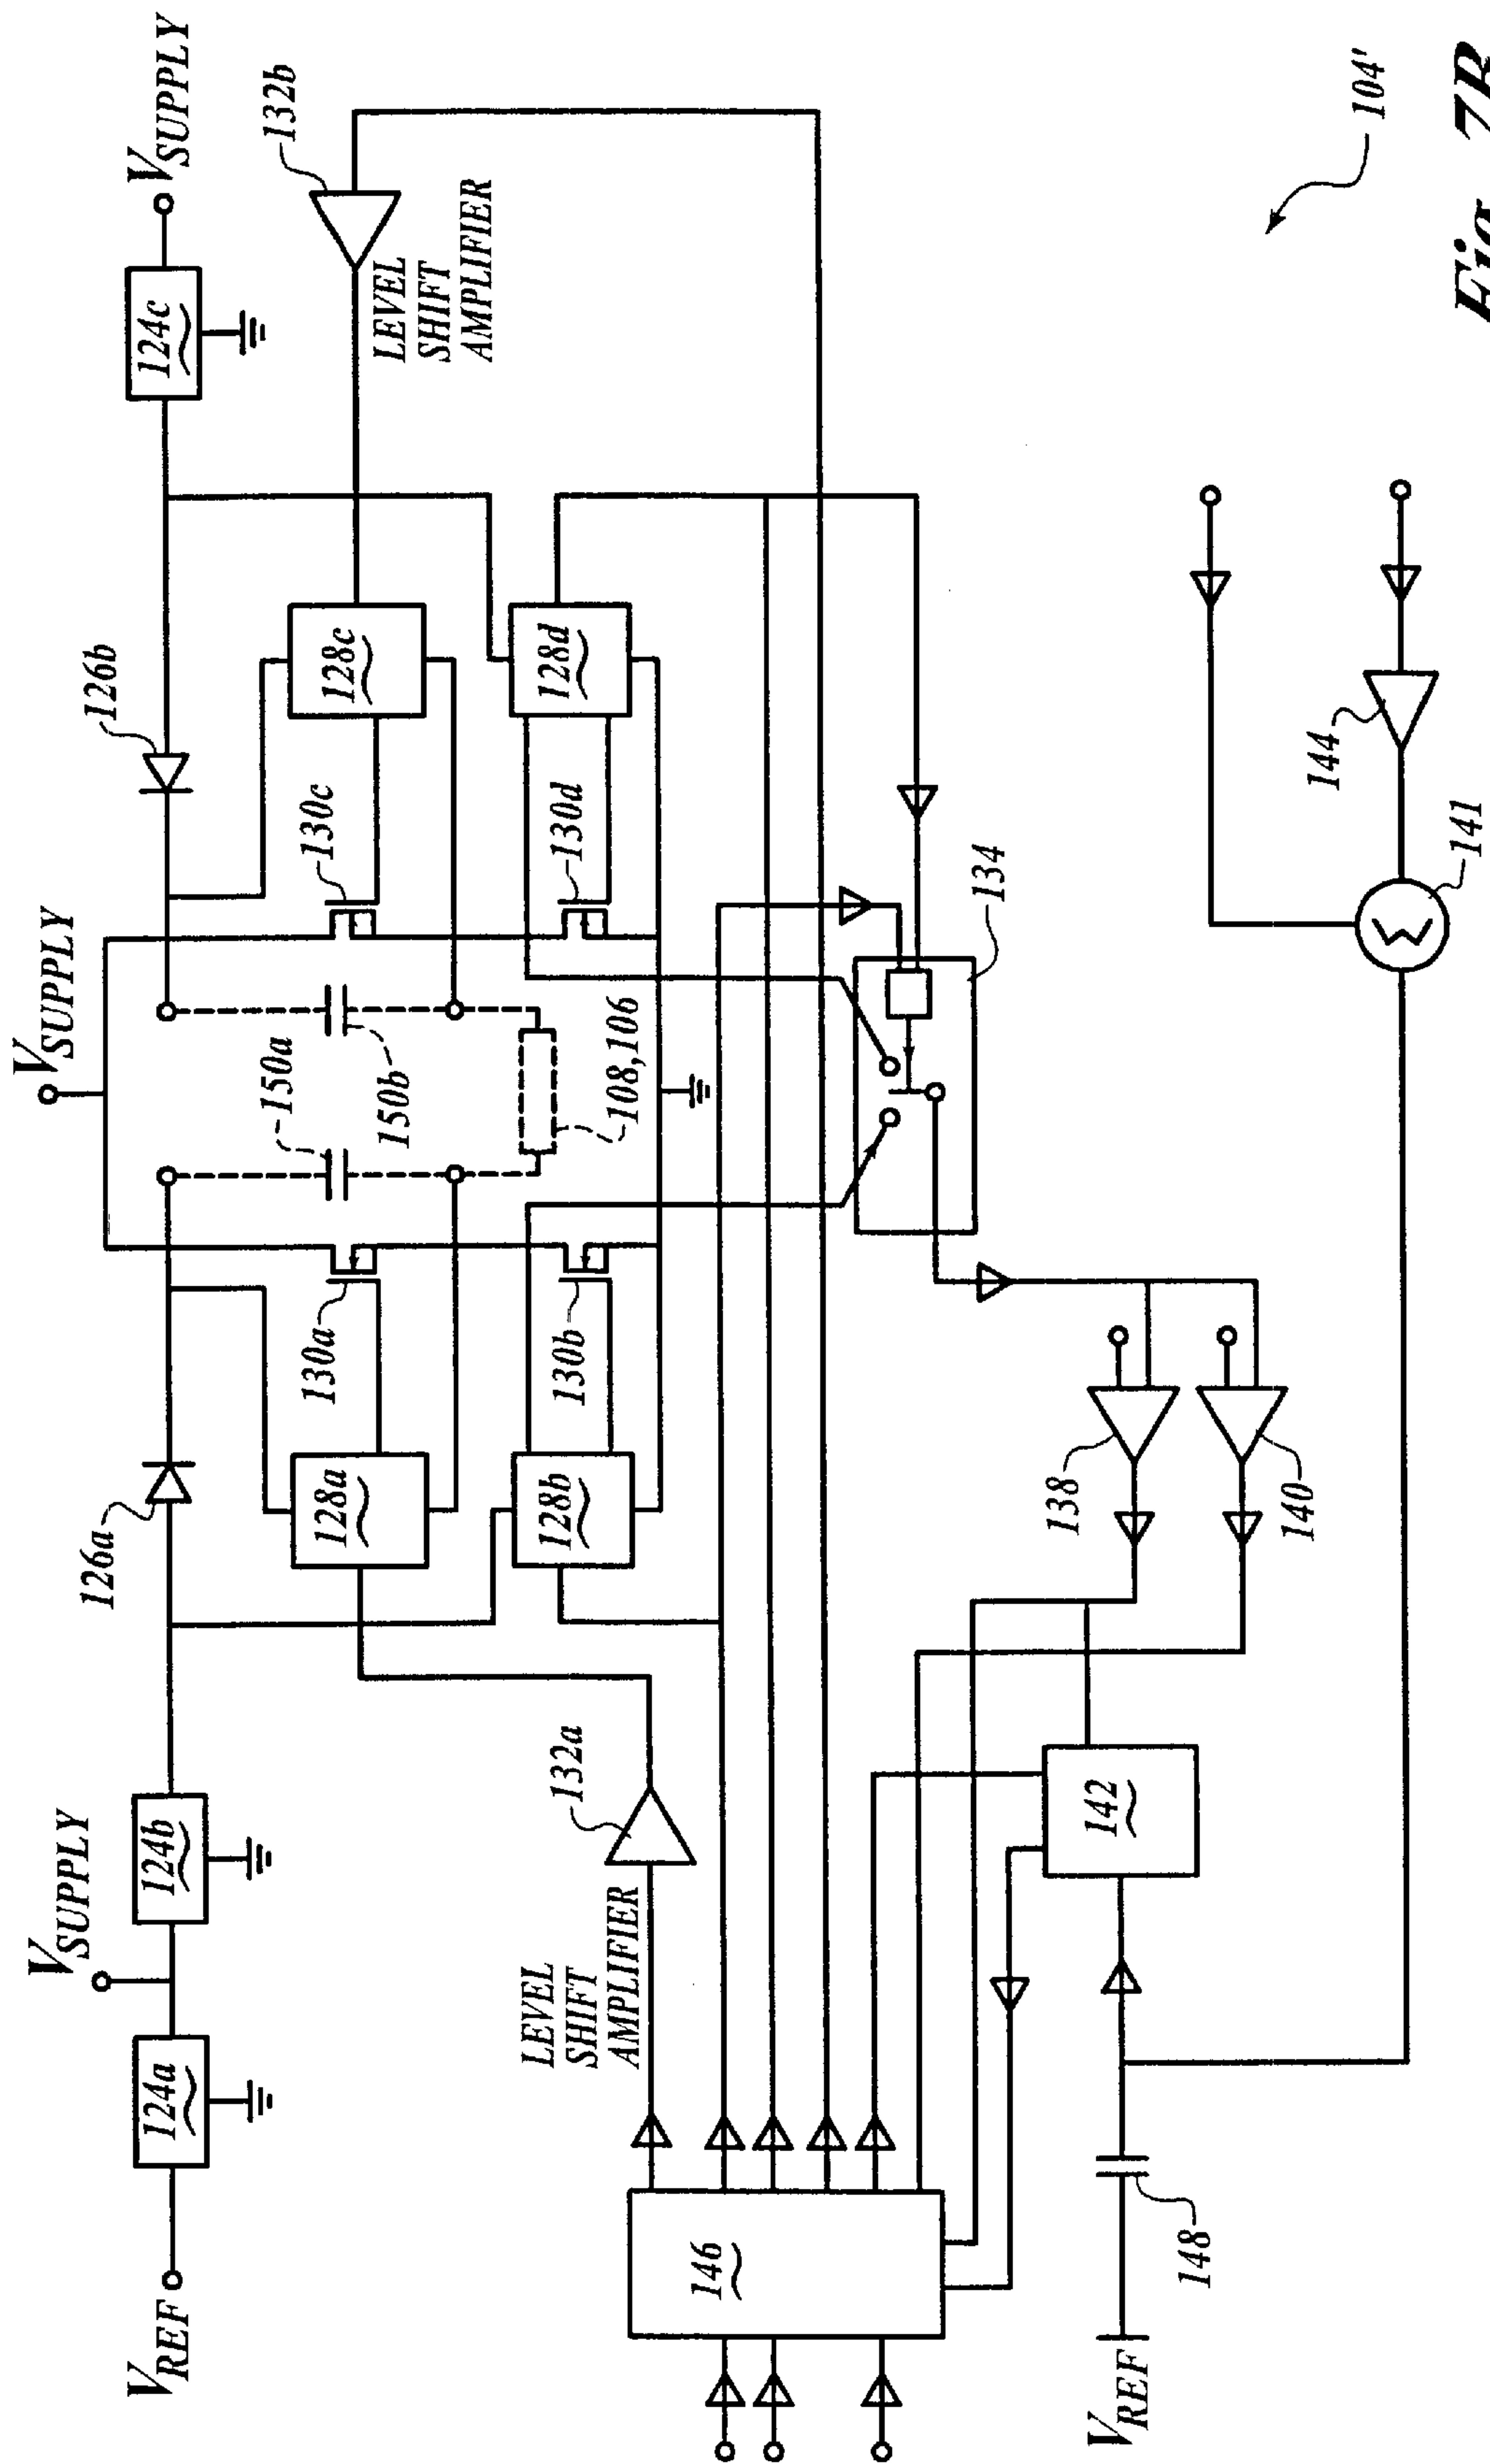 V_REF
124a
V_SUPPLY
124b
126a
V_SUPPLY
126b
124c
V_SUPPLY
128a
130a
150a
150b
130c
128c
132b
LEVEL
SHIFT
AMPLIFIER
128b
130b
108,106
130d
128d
LEVEL
SHIFT
AMPLIFIER
132a
134
146
142
138
140
144
141
V_REF
148
104'
Fig. 7B